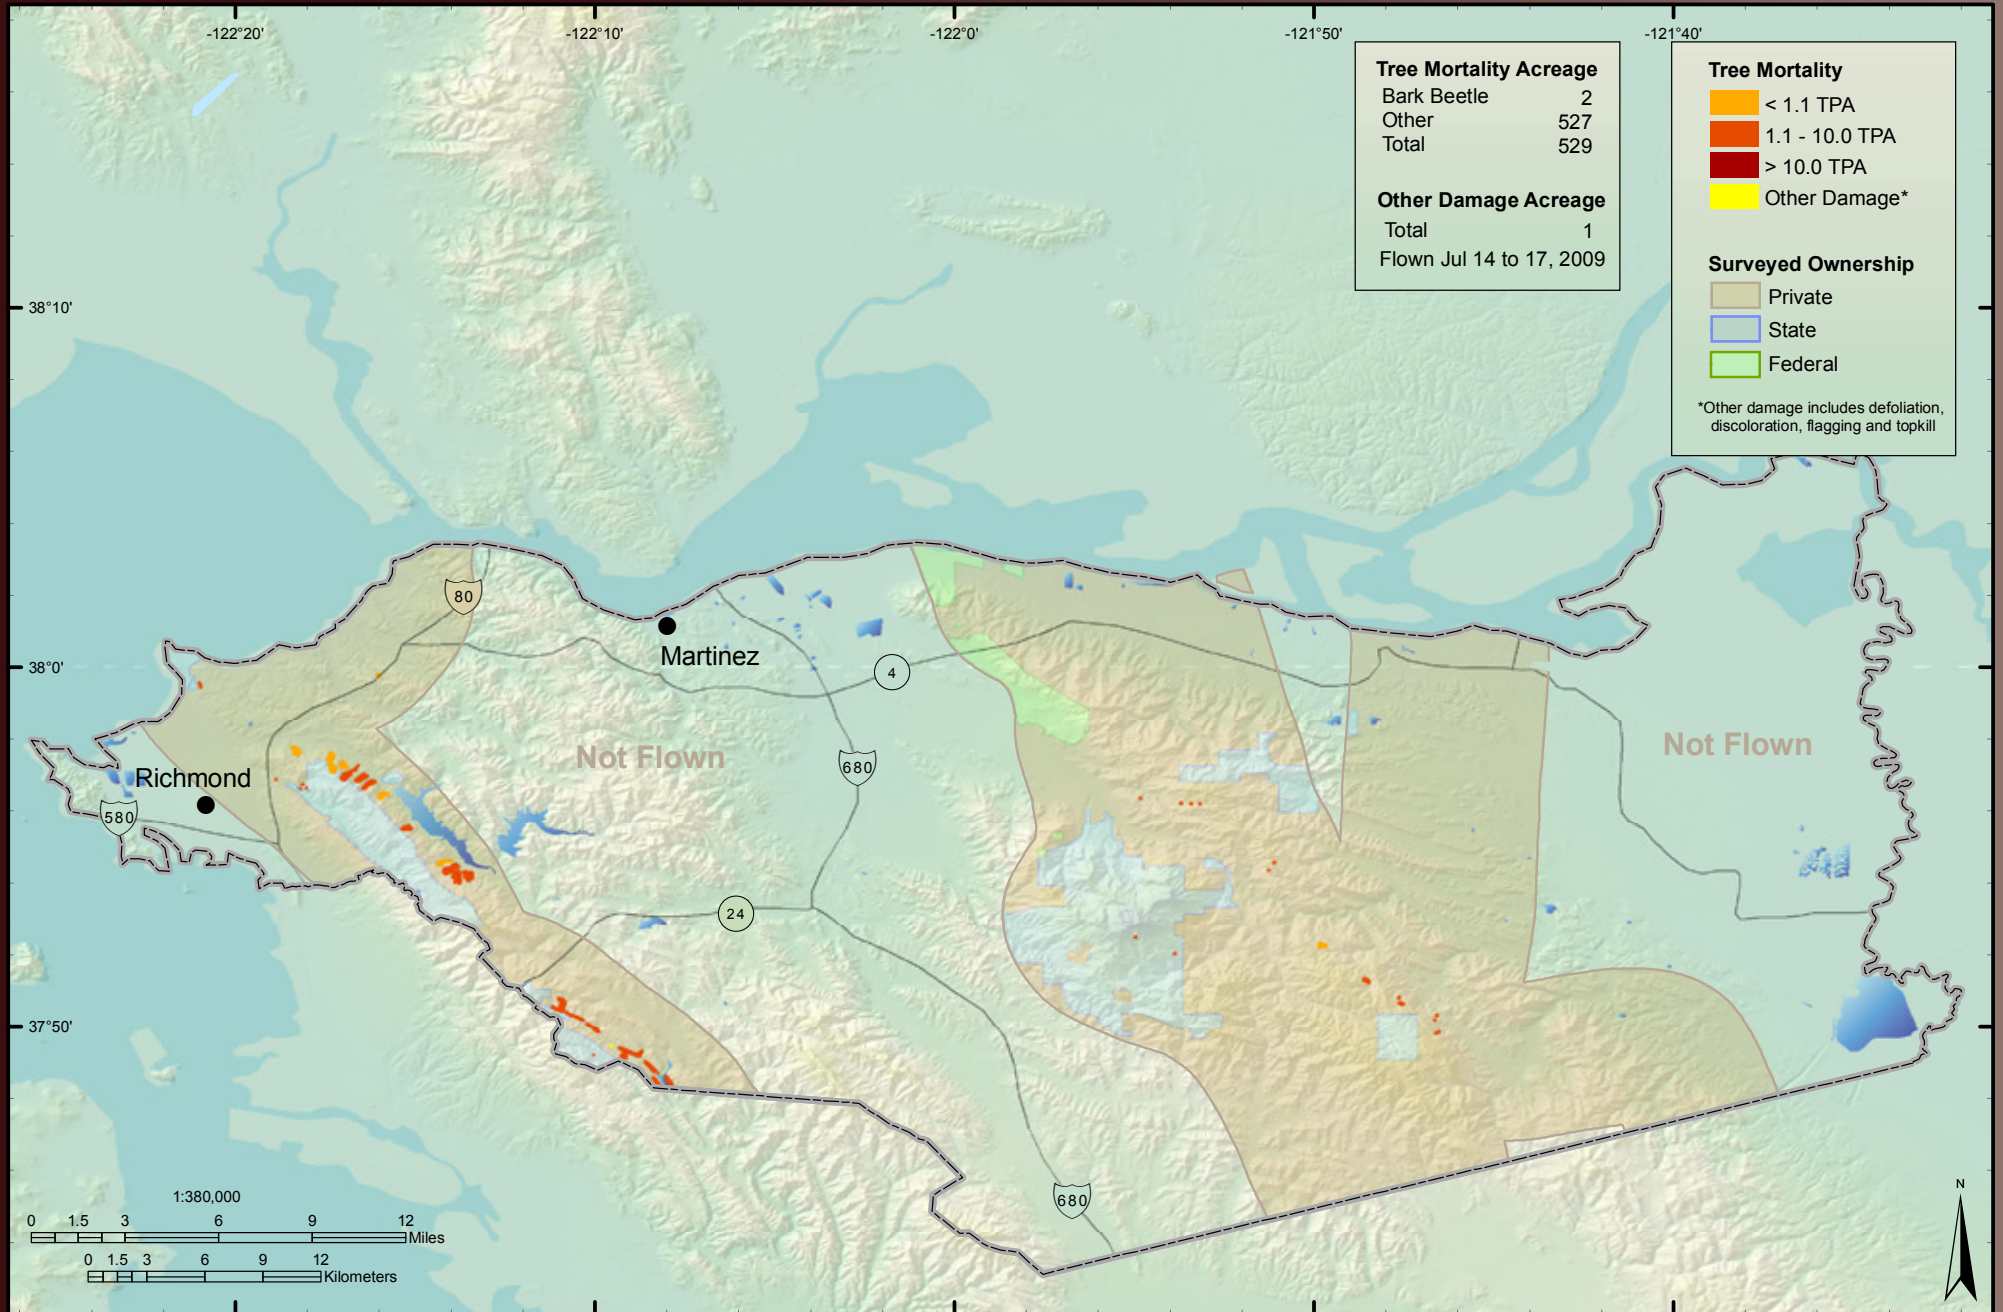 -122°20'
-122°10'
-122°0'
-121°50'
-121°40'
Tree Mortality Acreage
Bark Beetle 2
Other 527
Total 529
Other Damage Acreage
Total 1
Flown Jul 14 to 17, 2009
Tree Mortality
< 1.1 TPA
1.1 - 10.0 TPA
> 10.0 TPA
Other Damage*
Surveyed Ownership
Private
State
Federal
*Other damage includes defoliation,
discoloration, flagging and topkill
38°10'
80
Martinez
38°0'
4
Not Flown
Not Flown
680
Richmond
580
24
37°50'
680
1:380,000
0 1.5 3 6 9 12
Miles
0 1.5 3 6 9 12
Kilometers
N